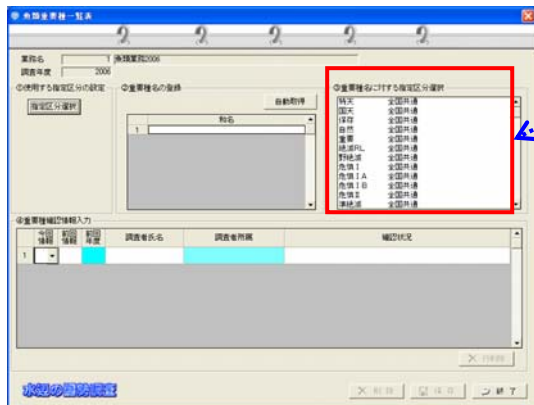 魚類重要種一覧表
業務名 1 魚類業務2006
調査年度 2006
①使用する指定区分の設定
指定区分選択
②重要種名の登録
自動取得
和名
1
③重要種名に対する指定区分選択
特天 全国共通
国天 全国共通
保存 全国共通
自然 全国共通
重要 全国共通
絶滅RL 全国共通
野絶滅 全国共通
危惧Ⅰ 全国共通
危惧ⅠA 全国共通
危惧ⅠB 全国共通
危惧Ⅱ 全国共通
準絶滅 全国共通
④重要種確認情報入力
今回情報 前回情報 前回年度 調査者氏名 調査者所属 確認状況
1
行削除
水辺の国勢調査
削除 保存 終了